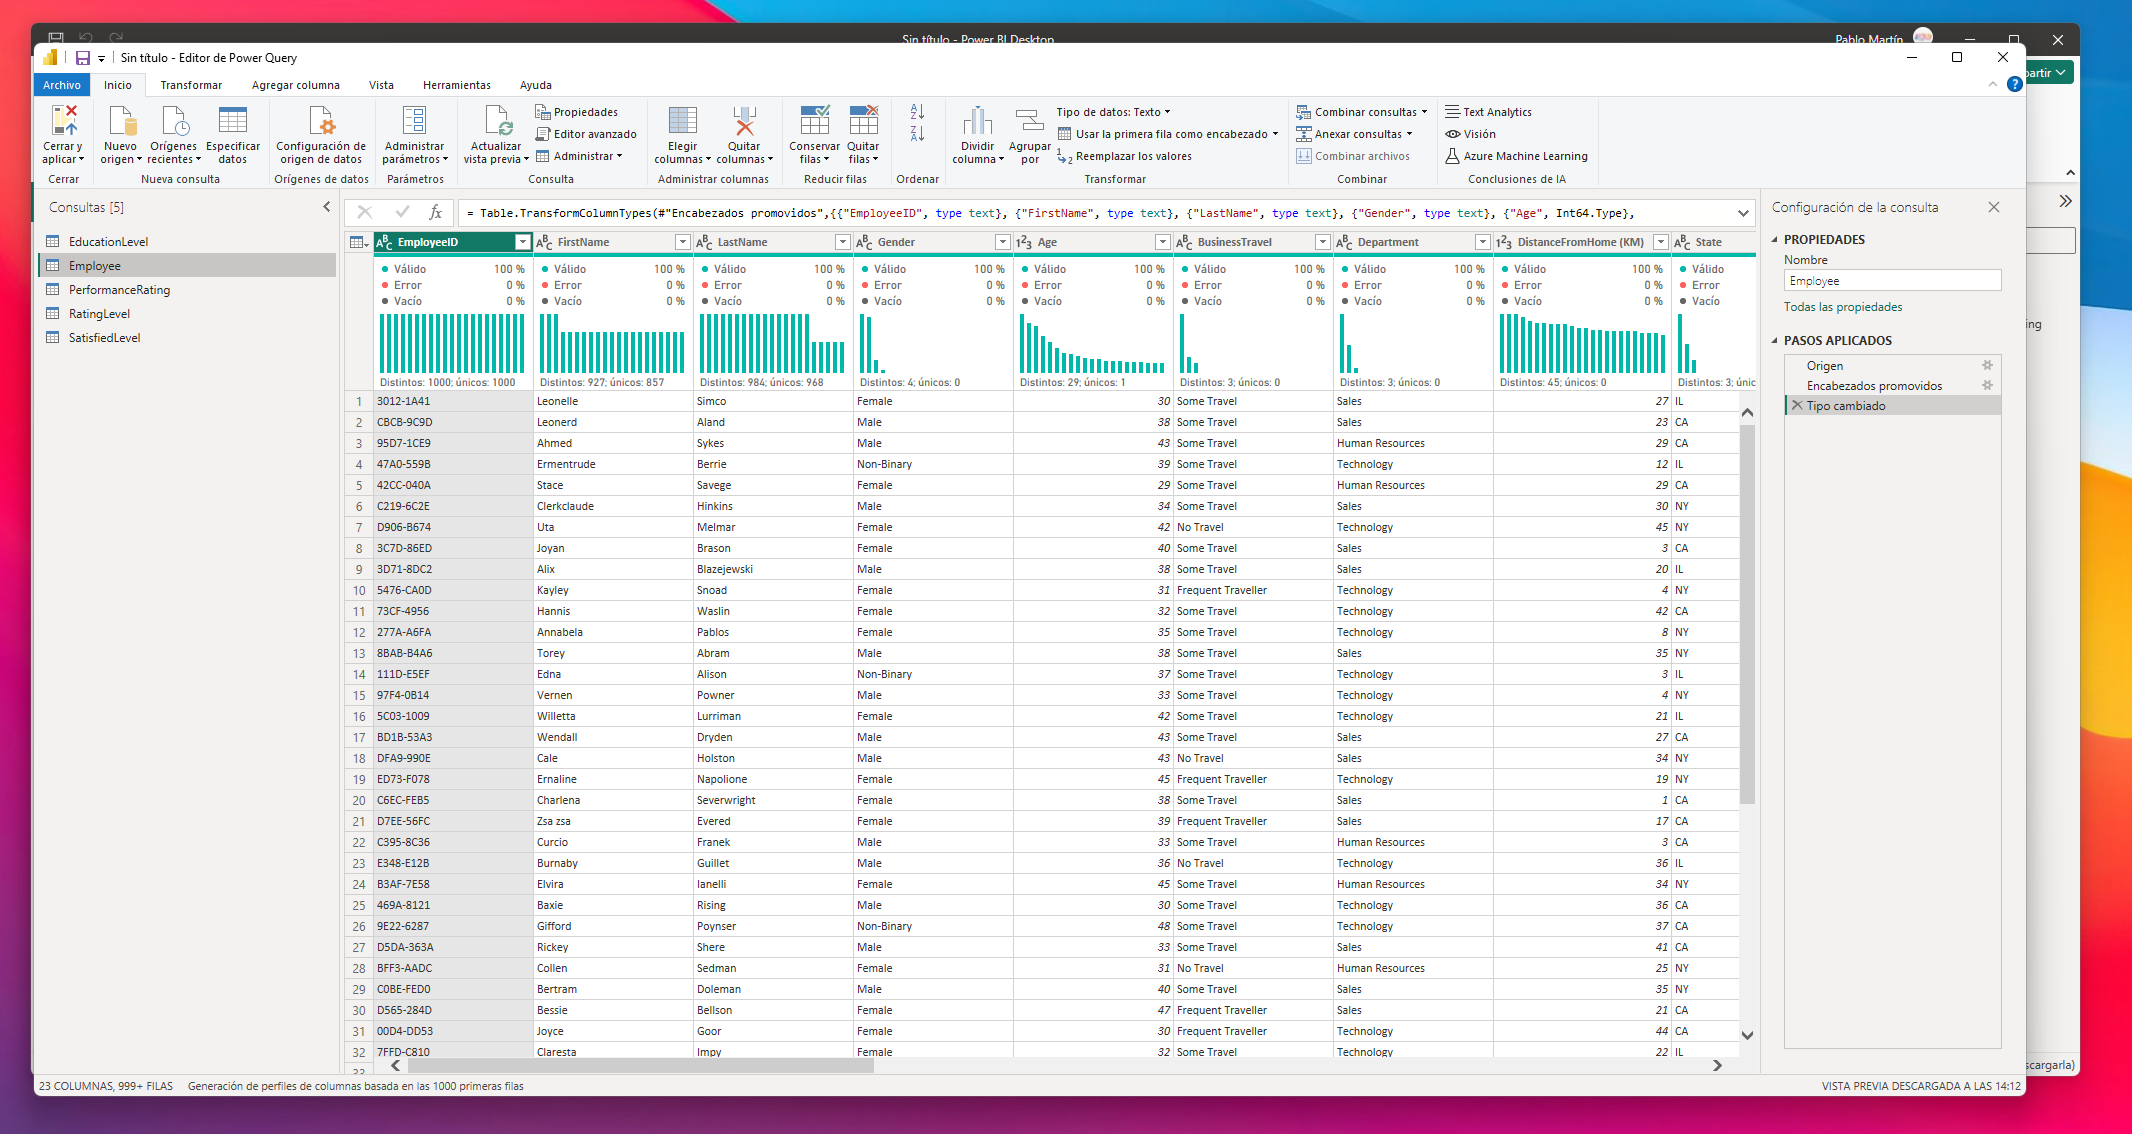 Sin título - Power BI Desktop
Pablo Martín
Sin título - Editor de Power Query
Archivo Inicio Transformar Agregar columna Vista Herramientas Ayuda
partir
Cerrar y aplicar
Nuevo origen
Orígenes recientes
Especificar datos
Configuración de origen de datos
Administrar parámetros
Actualizar vista previa
Propiedades
Editor avanzado
Administrar
Elegir columnas
Quitar columnas
Conservar filas
Quitar filas
Dividir columna
Agrupar por
Tipo de datos: Texto
Usar la primera fila como encabezado
Reemplazar los valores
Combinar consultas
Anexar consultas
Combinar archivos
Text Analytics
Visión
Azure Machine Learning
Cerrar Nueva consulta Orígenes de datos Parámetros Consulta Administrar columnas Reducir filas Ordenar Transformar Combinar Conclusiones de IA
Consultas [5]
EducationLevel
Employee
PerformanceRating
RatingLevel
SatisfiedLevel
fx = Table.TransformColumnTypes(#"Encabezados promovidos",{{"EmployeeID", type text}, {"FirstName", type text}, {"LastName", type text}, {"Gender", type text}, {"Age", Int64.Type},
EmployeeID FirstName LastName Gender Age BusinessTravel Department DistanceFromHome (KM) State
Válido 100 % Válido 100 % Válido 100 % Válido 100 % Válido 100 % Válido 100 % Válido 100 % Válido 100 % Válido
Error 0 % Error 0 % Error 0 % Error 0 % Error 0 % Error 0 % Error 0 % Error 0 % Error
Vacío 0 % Vacío 0 % Vacío 0 % Vacío 0 % Vacío 0 % Vacío 0 % Vacío 0 % Vacío 0 % Vacío
Distintos: 1000; únicos: 1000 Distintos: 927; únicos: 857 Distintos: 984; únicos: 968 Distintos: 4; únicos: 0 Distintos: 29; únicos: 1 Distintos: 3; únicos: 0 Distintos: 3; únicos: 0 Distintos: 45; únicos: 0 Distintos: 3; únic
1 3012-1A41 Leonelle Simco Female 30 Some Travel Sales 27 IL
2 CBCB-9C9D Leonerd Aland Male 38 Some Travel Sales 23 CA
3 95D7-1CE9 Ahmed Sykes Male 43 Some Travel Human Resources 29 CA
4 47A0-559B Ermentrude Berrie Non-Binary 39 Some Travel Technology 12 IL
5 42CC-040A Stace Savege Female 29 Some Travel Human Resources 29 CA
6 C219-6C2E Clerkclaude Hinkins Male 34 Some Travel Sales 30 NY
7 D906-B674 Uta Melmar Female 42 No Travel Technology 45 NY
8 3C7D-86ED Joyan Brason Female 40 Some Travel Sales 3 CA
9 3D71-8DC2 Alix Blazejewski Male 38 Some Travel Sales 20 IL
10 5476-CA0D Kayley Snoad Female 31 Frequent Traveller Technology 4 NY
11 73CF-4956 Hannis Waslin Female 32 Some Travel Technology 42 CA
12 277A-A6FA Annabela Pablos Female 35 Some Travel Technology 8 NY
13 8BAB-B4A6 Torey Abram Male 38 Some Travel Sales 35 NY
14 111D-E5EF Edna Alison Non-Binary 37 Some Travel Technology 3 IL
15 97F4-0B14 Vernen Powner Male 33 Some Travel Technology 4 NY
16 5C03-1009 Willetta Lurriman Female 42 Some Travel Technology 21 IL
17 BD1B-53A3 Wendall Dryden Male 43 Some Travel Sales 27 CA
18 DFA9-990E Cale Holston Male 43 No Travel Sales 34 NY
19 ED73-F078 Ernaline Napolione Female 45 Frequent Traveller Technology 19 NY
20 C6EC-FEB5 Charlena Severwright Female 38 Some Travel Sales 1 CA
21 D7EE-56FC Zsa zsa Evered Female 39 Frequent Traveller Sales 17 CA
22 C395-8C36 Curcio Franek Male 33 Some Travel Human Resources 3 CA
23 E348-E12B Burnaby Guillet Male 36 No Travel Technology 36 IL
24 B3AF-7E58 Elvira Ianelli Female 45 Some Travel Human Resources 34 NY
25 469A-8121 Baxie Rising Male 30 Some Travel Technology 36 CA
26 9E22-6287 Gifford Poynser Non-Binary 48 Some Travel Technology 37 CA
27 D5DA-363A Rickey Shere Male 33 Some Travel Sales 41 CA
28 BFF3-AADC Collen Sedman Female 31 No Travel Human Resources 25 NY
29 C0BE-FED0 Bertram Doleman Male 40 Some Travel Sales 35 NY
30 D565-284D Bessie Bellson Female 47 Frequent Traveller Sales 21 CA
31 00D4-DD53 Joyce Goor Female 30 Frequent Traveller Technology 44 CA
32 7FFD-C810 Claresta Impy Female 32 Some Travel Technology 22 IL
33
Configuración de la consulta
PROPIEDADES
Nombre
Employee
Todas las propiedades
PASOS APLICADOS
Origen
Encabezados promovidos
Tipo cambiado
ing
scargarla)
23 COLUMNAS, 999+ FILAS Generación de perfiles de columnas basada en las 1000 primeras filas VISTA PREVIA DESCARGADA A LAS 14:12